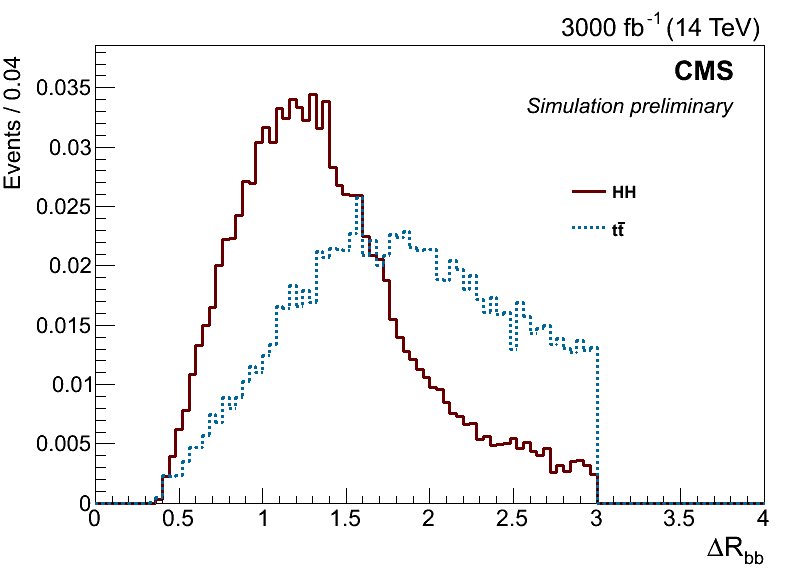 3000 fb⁻¹ (14 TeV)
CMS
Simulation preliminary
HH
tt̄
Events / 0.04
0.035
0.03
0.025
0.02
0.015
0.01
0.005
0
0 0.5 1 1.5 2 2.5 3 3.5 4
ΔR_bb